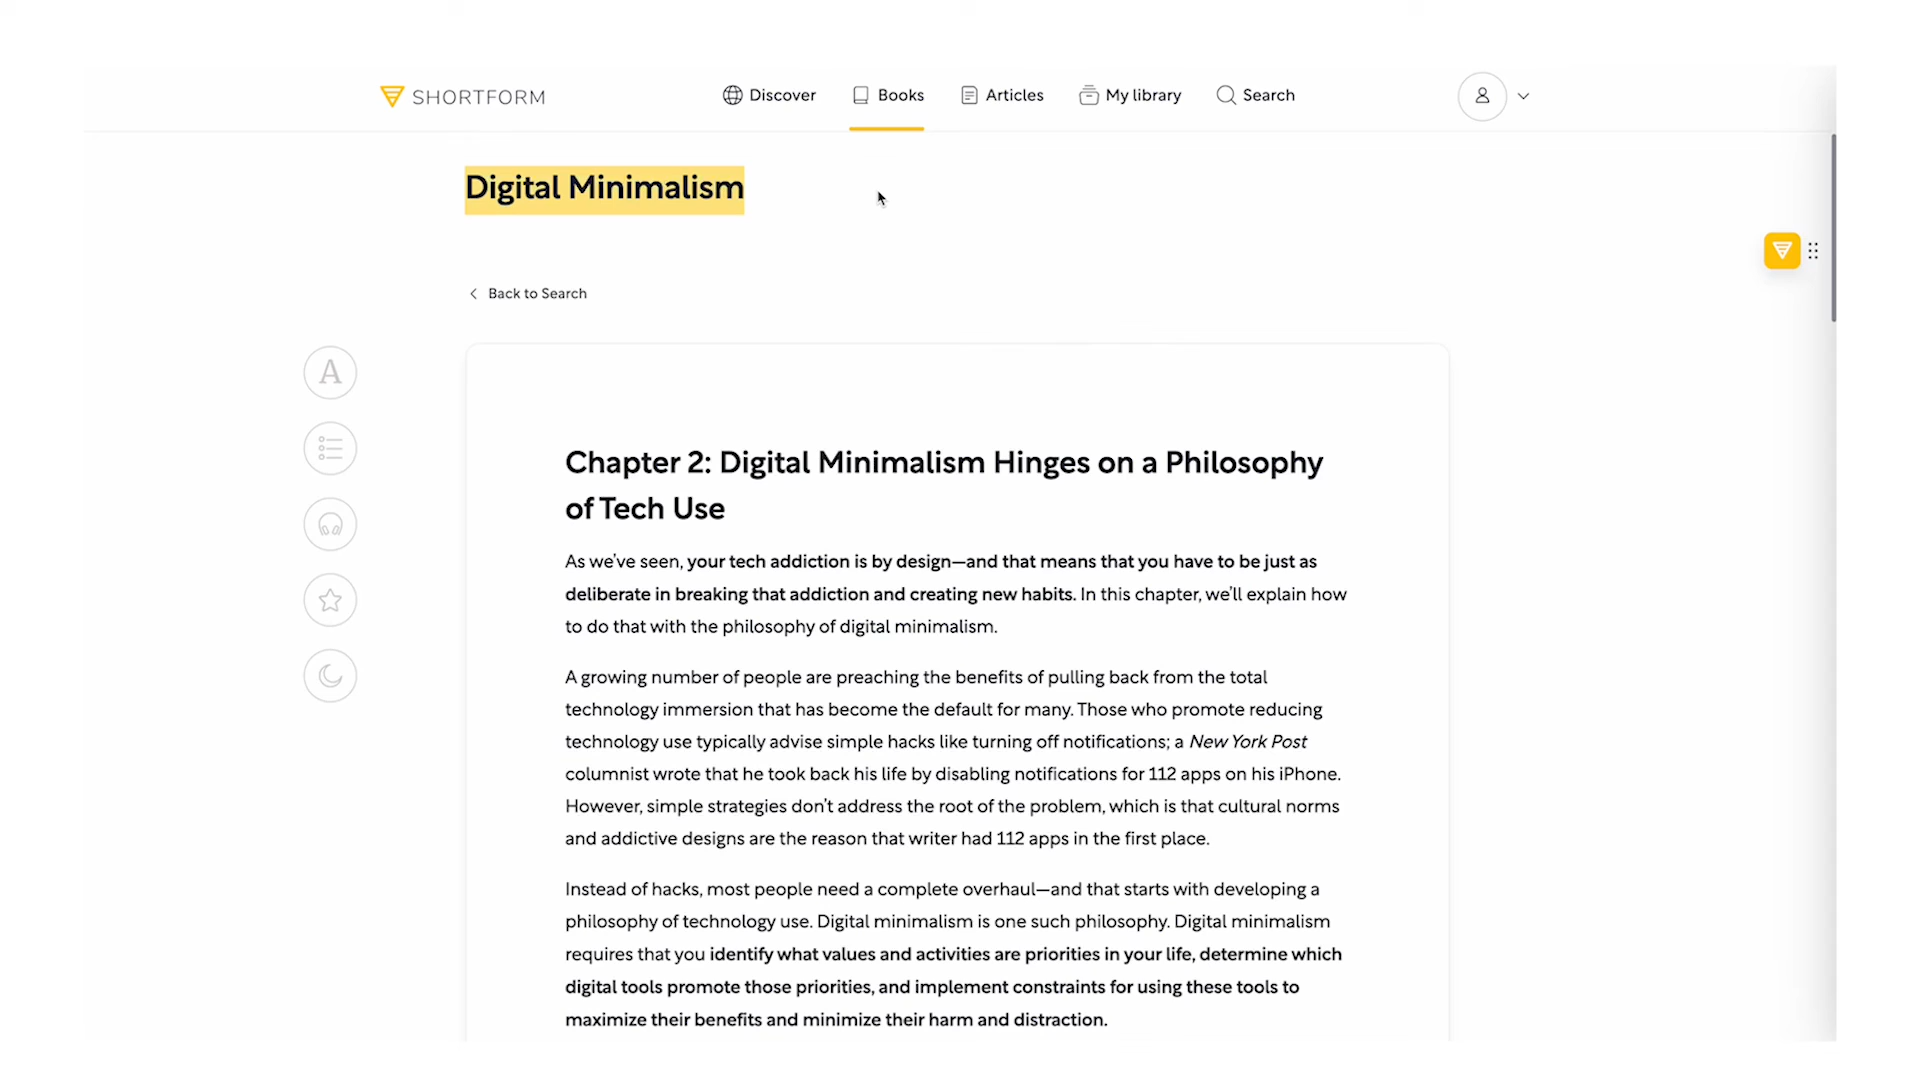 SHORTFORM
Discover
Books
Articles
My library
Search
Digital Minimalism
Back to Search
A
Chapter 2: Digital Minimalism Hinges on a Philosophy
of Tech Use
As we've seen, your tech addiction is by design—and that means that you have to be just as
deliberate in breaking that addiction and creating new habits. In this chapter, we'll explain how
to do that with the philosophy of digital minimalism.
A growing number of people are preaching the benefits of pulling back from the total
technology immersion that has become the default for many. Those who promote reducing
technology use typically advise simple hacks like turning off notifications; a New York Post
columnist wrote that he took back his life by disabling notifications for 112 apps on his iPhone.
However, simple strategies don't address the root of the problem, which is that cultural norms
and addictive designs are the reason that writer had 112 apps in the first place.
Instead of hacks, most people need a complete overhaul—and that starts with developing a
philosophy of technology use. Digital minimalism is one such philosophy. Digital minimalism
requires that you identify what values and activities are priorities in your life, determine which
digital tools promote those priorities, and implement constraints for using these tools to
maximize their benefits and minimize their harm and distraction.